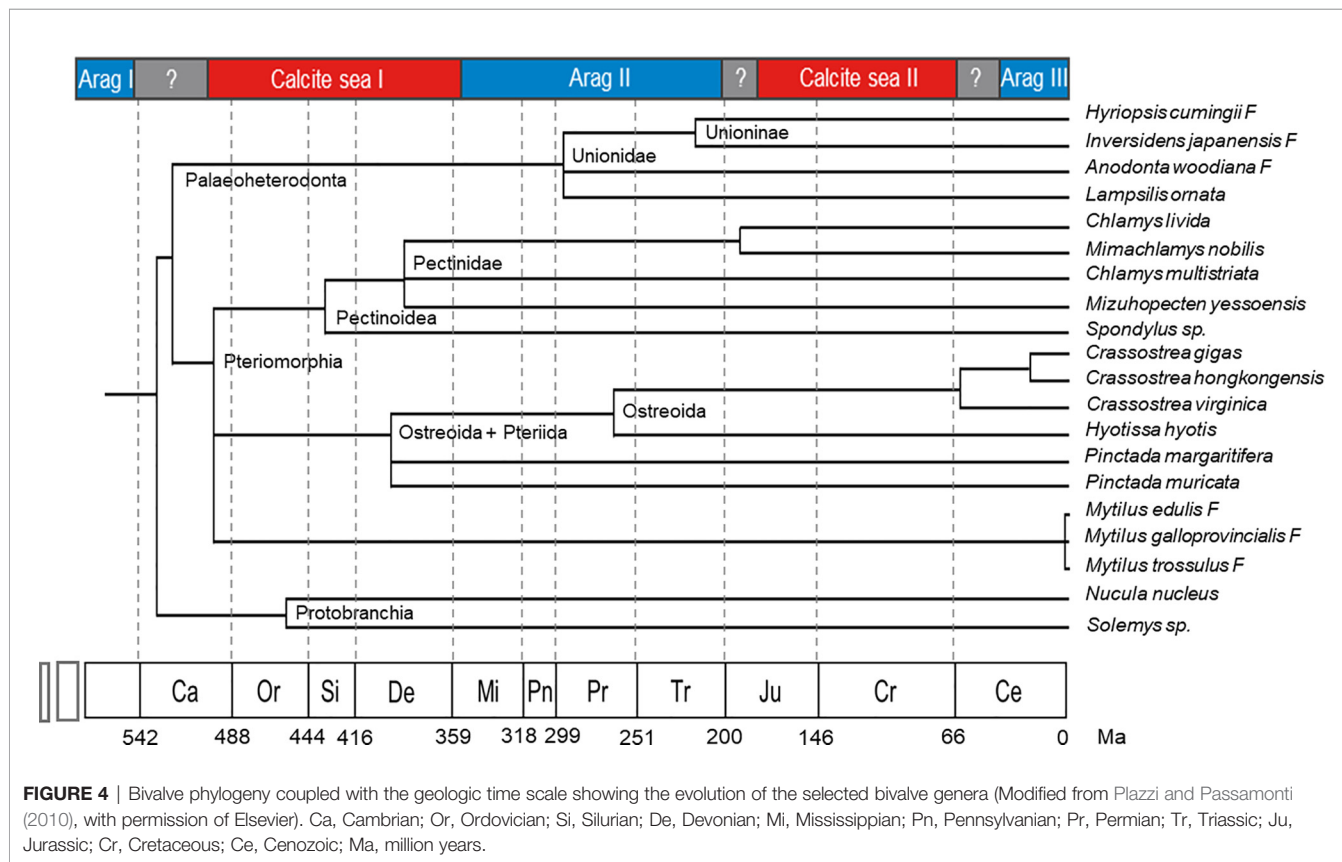 Arag I ? Calcite sea I Arag II ? Calcite sea II ? Arag III
Hyriopsis cumingii F
Unioninae
Inversidens japanensis F
Unionidae
Anodonta woodiana F
Palaeoheterodonta
Lampsilis ornata
Chlamys livida
Mimachlamys nobilis
Pectinidae
Chlamys multistriata
Mizuhopecten yessoensis
Pectinoidea
Spondylus sp.
Crassostrea gigas
Pteriomorphia
Crassostrea hongkongensis
Crassostrea virginica
Ostreoida
Hyotissa hyotis
Ostreoida + Pteriida
Pinctada margaritifera
Pinctada muricata
Mytilus edulis F
Mytilus galloprovincialis F
Mytilus trossulus F
Nucula nucleus
Protobranchia
Solemys sp.
Ca Or Si De Mi Pn Pr Tr Ju Cr Ce
542 488 444 416 359 318 299 251 200 146 66 0 Ma
FIGURE 4 | Bivalve phylogeny coupled with the geologic time scale showing the evolution of the selected bivalve genera (Modified from Plazzi and Passamonti
(2010), with permission of Elsevier). Ca, Cambrian; Or, Ordovician; Si, Silurian; De, Devonian; Mi, Mississippian; Pn, Pennsylvanian; Pr, Permian; Tr, Triassic; Ju,
Jurassic; Cr, Cretaceous; Ce, Cenozoic; Ma, million years.